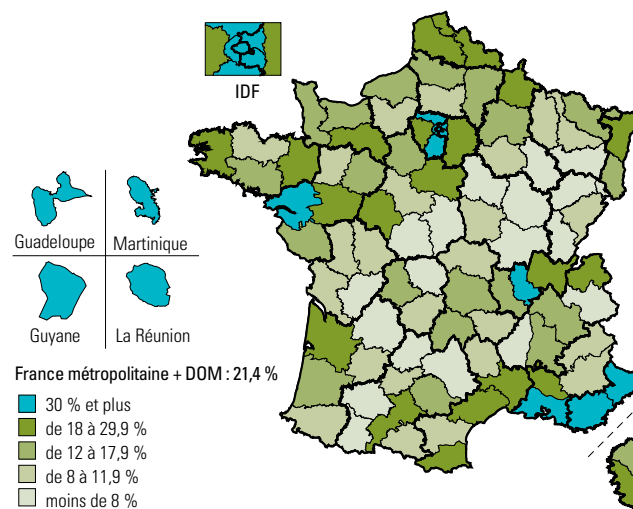 IDF
Guadeloupe
Martinique
Guyane
La Réunion
France métropolitaine + DOM : 21,4 %
30 % et plus
de 18 à 29,9 %
de 12 à 17,9 %
de 8 à 11,9 %
moins de 8 %